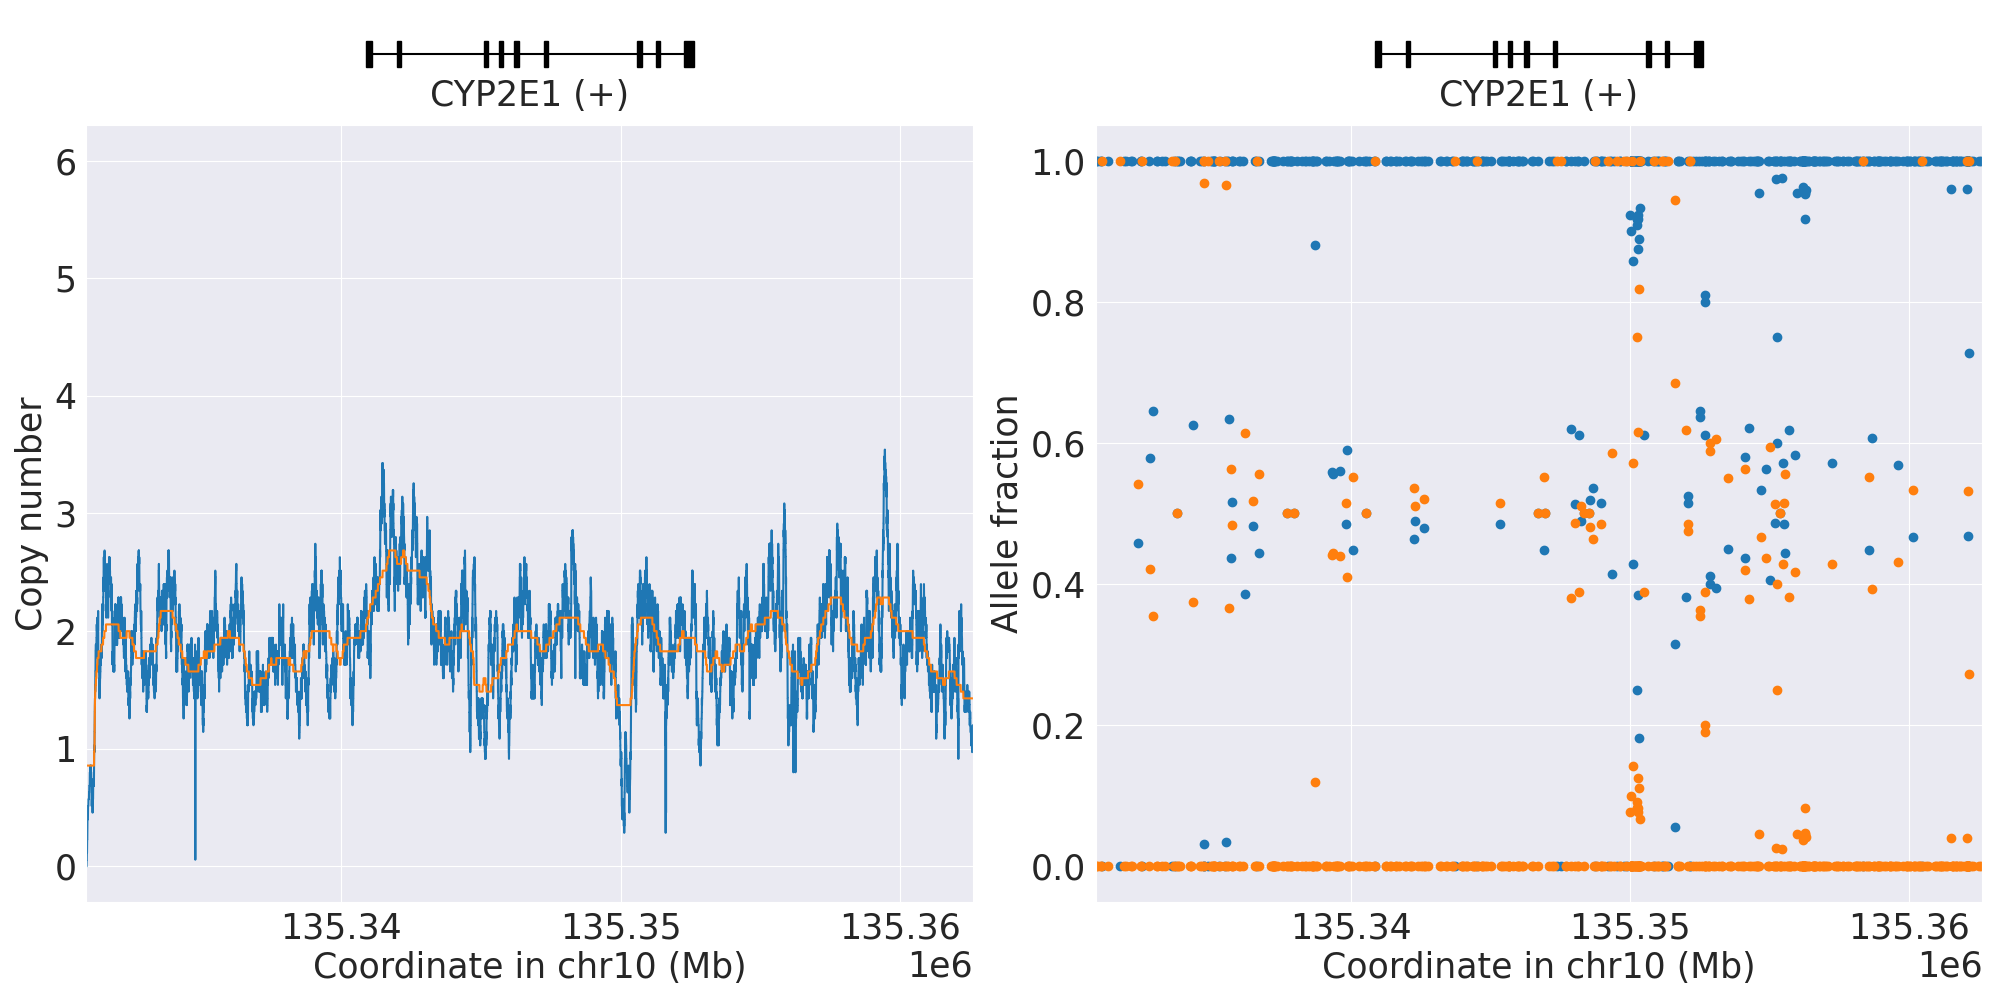 CYP2E1 (+)
CYP2E1 (+)
6
5
4
3
2
1
0
Copy number
135.34 135.35 135.36
Coordinate in chr10 (Mb)
1e6
1.0
0.8
0.6
0.4
0.2
0.0
Allele fraction
135.34 135.35 135.36
Coordinate in chr10 (Mb)
1e6